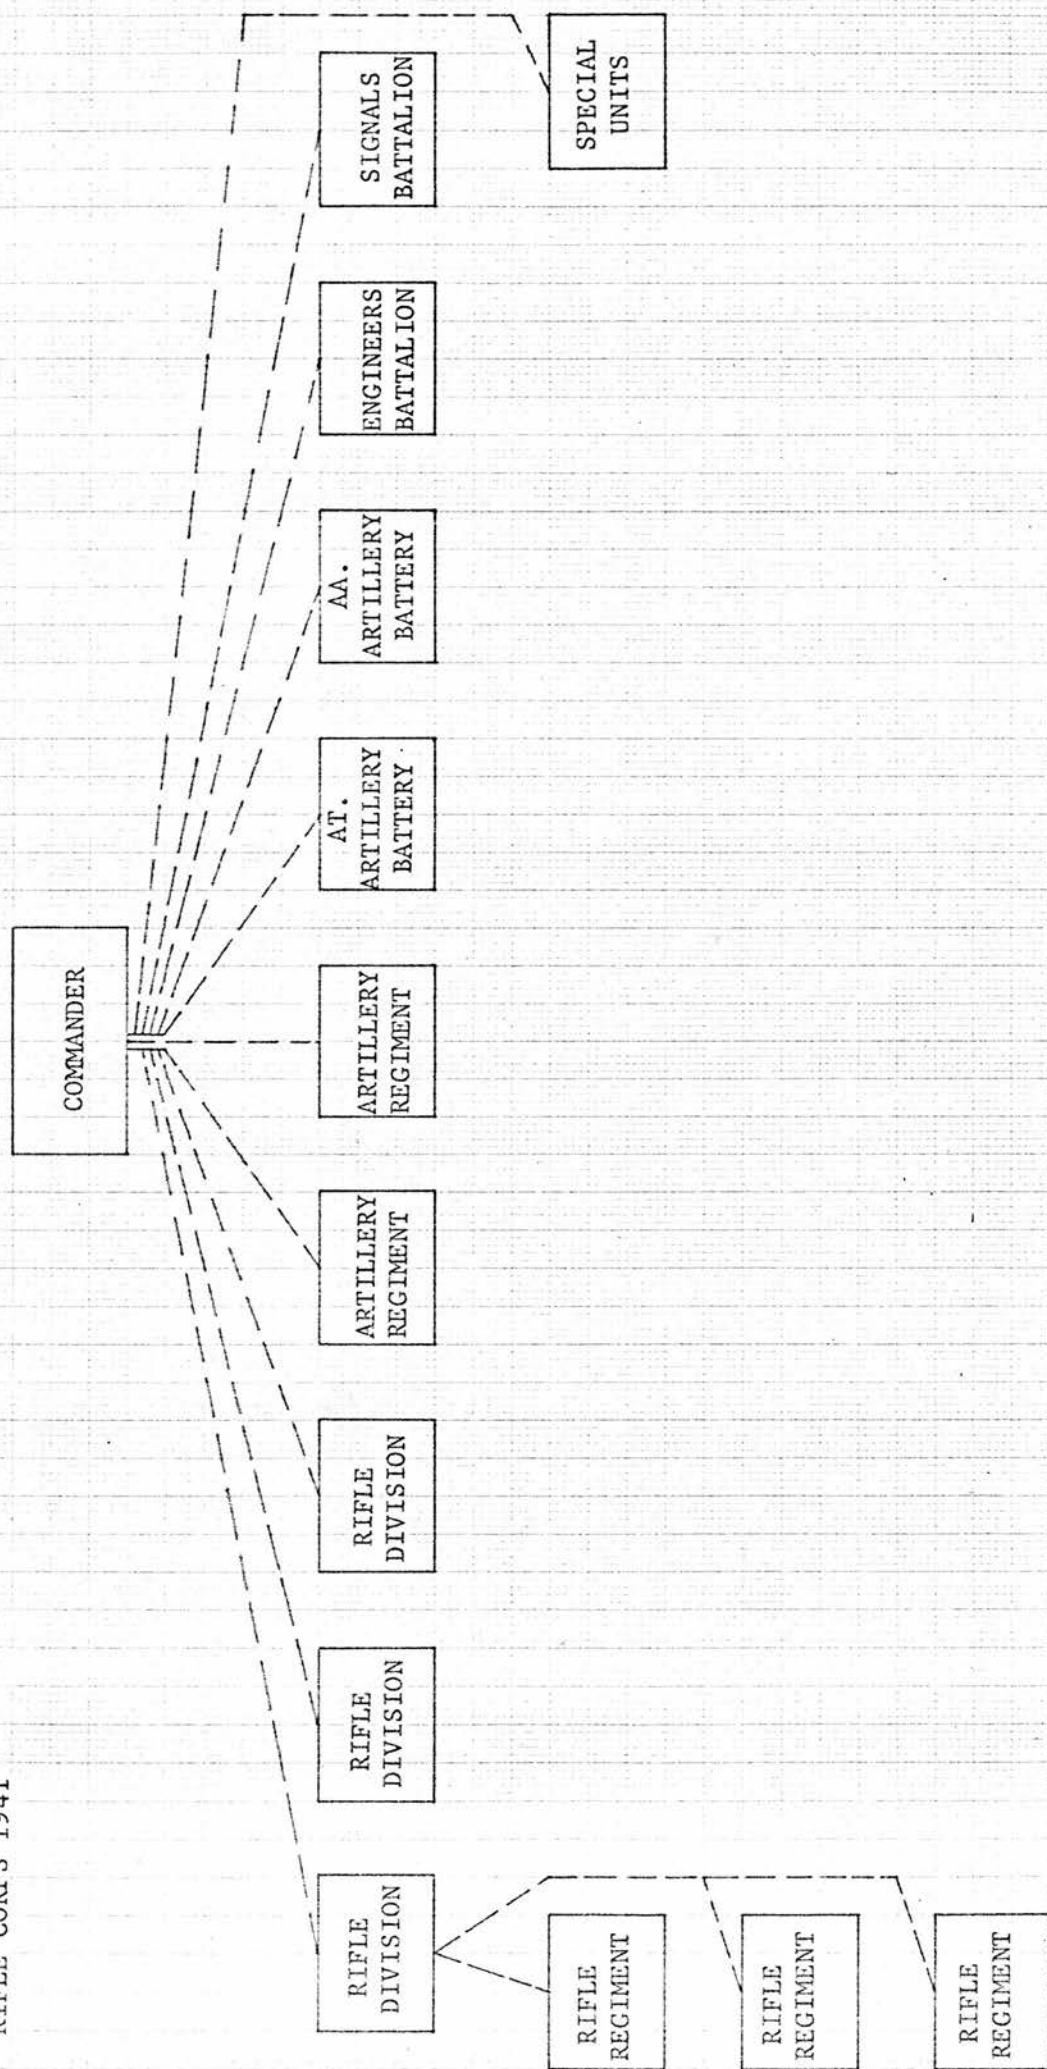 RIFLE CORPS 1941
COMMANDER
RIFLE
DIVISION
RIFLE
DIVISION
RIFLE
DIVISION
ARTILLERY
REGIMENT
ARTILLERY
REGIMENT
AT.
ARTILLERY
BATTERY
AA.
ARTILLERY
BATTERY
ENGINEERS
BATTALION
SIGNALS
BATTALION
RIFLE
REGIMENT
RIFLE
REGIMENT
RIFLE
REGIMENT
SPECIAL
UNITS